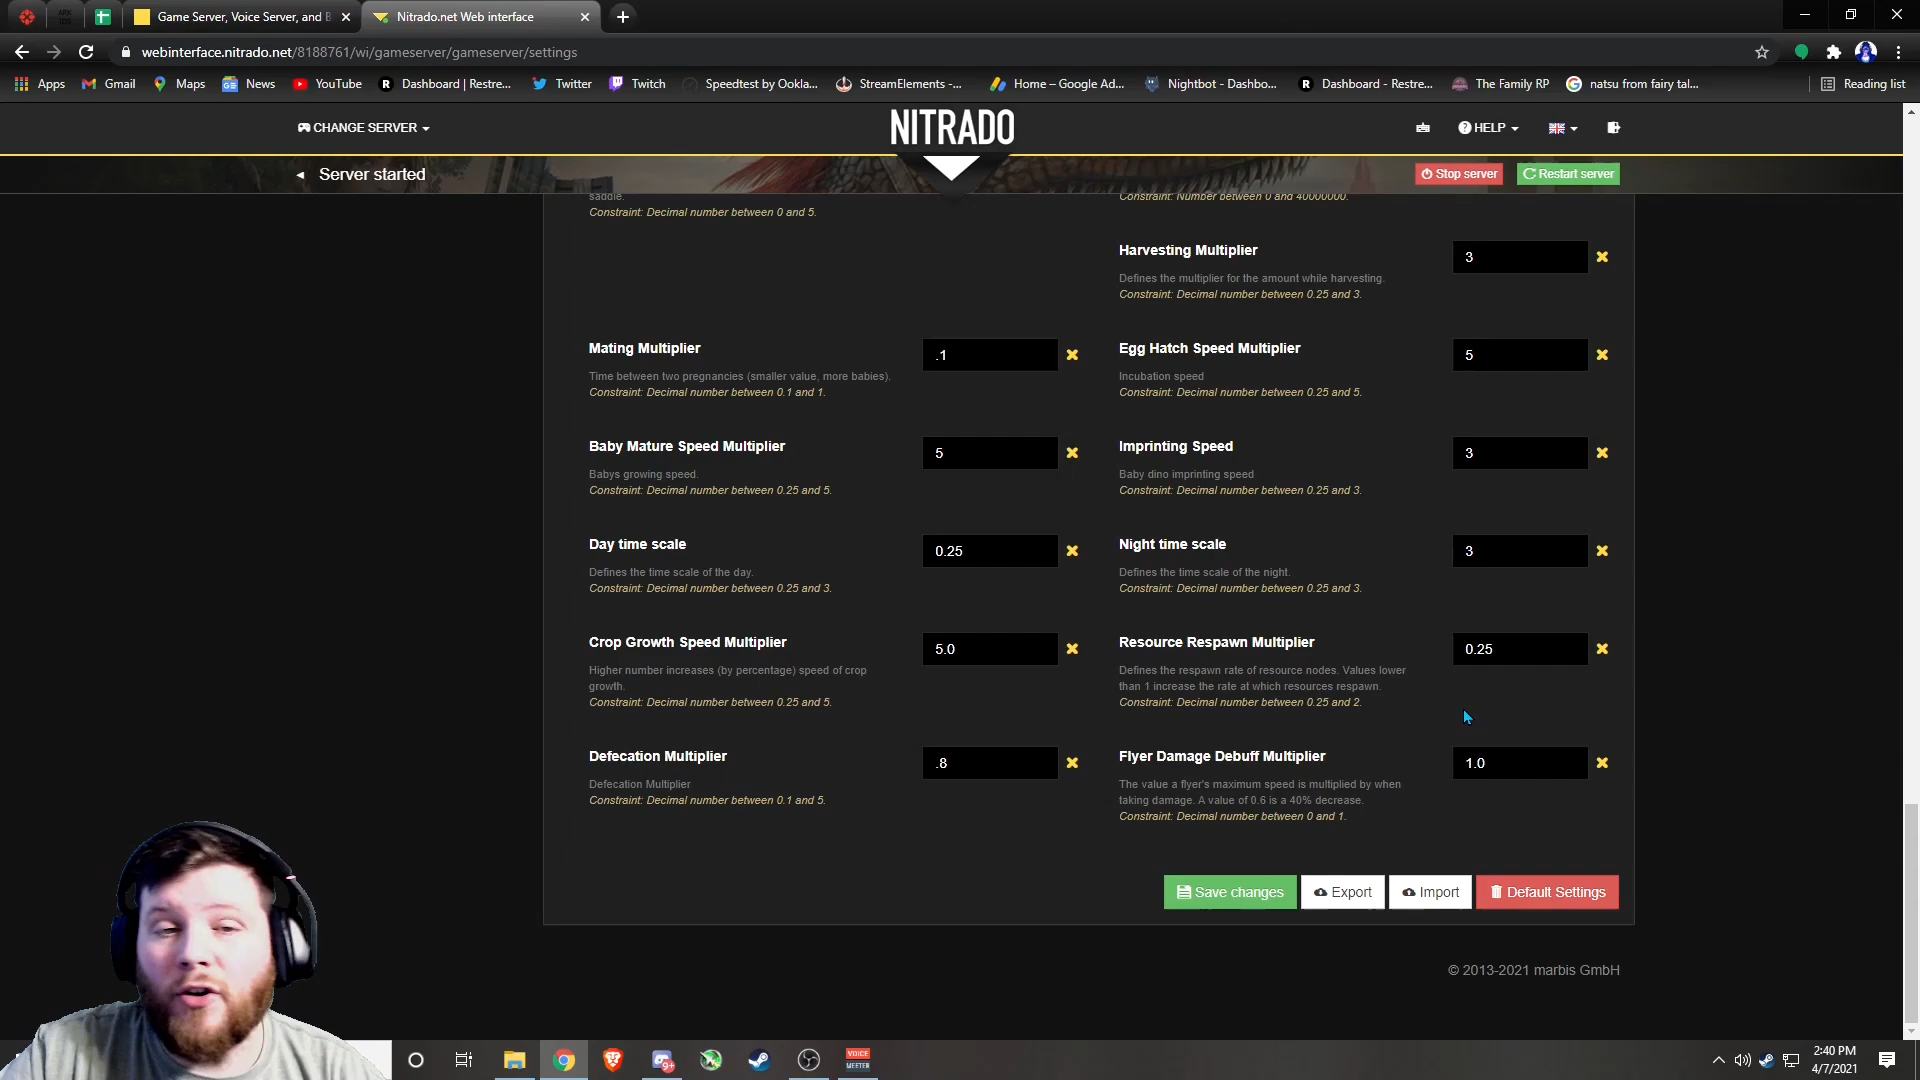 Game Server, Voice Server, and B
Nitrado.net Web interface
webinterface.nitrado.net/8188761/wi/gameserver/gameserver/settings
Apps
Gmail
Maps
News
YouTube
Dashboard | Restre...
Twitter
Twitch
Speedtest by Ookla...
StreamElements -...
Home – Google Ad...
Nightbot - Dashbo...
Dashboard - Restre...
The Family RP
natsu from fairy tal...
Reading list
CHANGE SERVER
NITRADO
HELP
Server started
Stop server
Restart server
saddle.
Constraint: Decimal number between 0 and 5.
Constraint: Number between 0 and 40000000.
Harvesting Multiplier
3
Defines the multiplier for the amount while harvesting.
Constraint: Decimal number between 0.25 and 3.
Mating Multiplier
.1
Time between two pregnancies (smaller value, more babies).
Constraint: Decimal number between 0.1 and 1.
Egg Hatch Speed Multiplier
5
Incubation speed
Constraint: Decimal number between 0.25 and 5.
Baby Mature Speed Multiplier
5
Babys growing speed.
Constraint: Decimal number between 0.25 and 5.
Imprinting Speed
3
Baby dino imprinting speed
Constraint: Decimal number between 0.25 and 3.
Day time scale
0.25
Defines the time scale of the day.
Constraint: Decimal number between 0.25 and 3.
Night time scale
3
Defines the time scale of the night.
Constraint: Decimal number between 0.25 and 3.
Crop Growth Speed Multiplier
5.0
Higher number increases (by percentage) speed of crop
growth.
Constraint: Decimal number between 0.25 and 5.
Resource Respawn Multiplier
0.25
Defines the respawn rate of resource nodes. Values lower
than 1 increase the rate at which resources respawn.
Constraint: Decimal number between 0.25 and 2.
Defecation Multiplier
.8
Defecation Multiplier
Constraint: Decimal number between 0.1 and 5.
Flyer Damage Debuff Multiplier
1.0
The value a flyer's maximum speed is multiplied by when
taking damage. A value of 0.6 is a 40% decrease.
Constraint: Decimal number between 0 and 1.
Save changes
Export
Import
Default Settings
© 2013-2021 marbis GmbH
9+
VOICE
MEETER
2:40 PM
4/7/2021